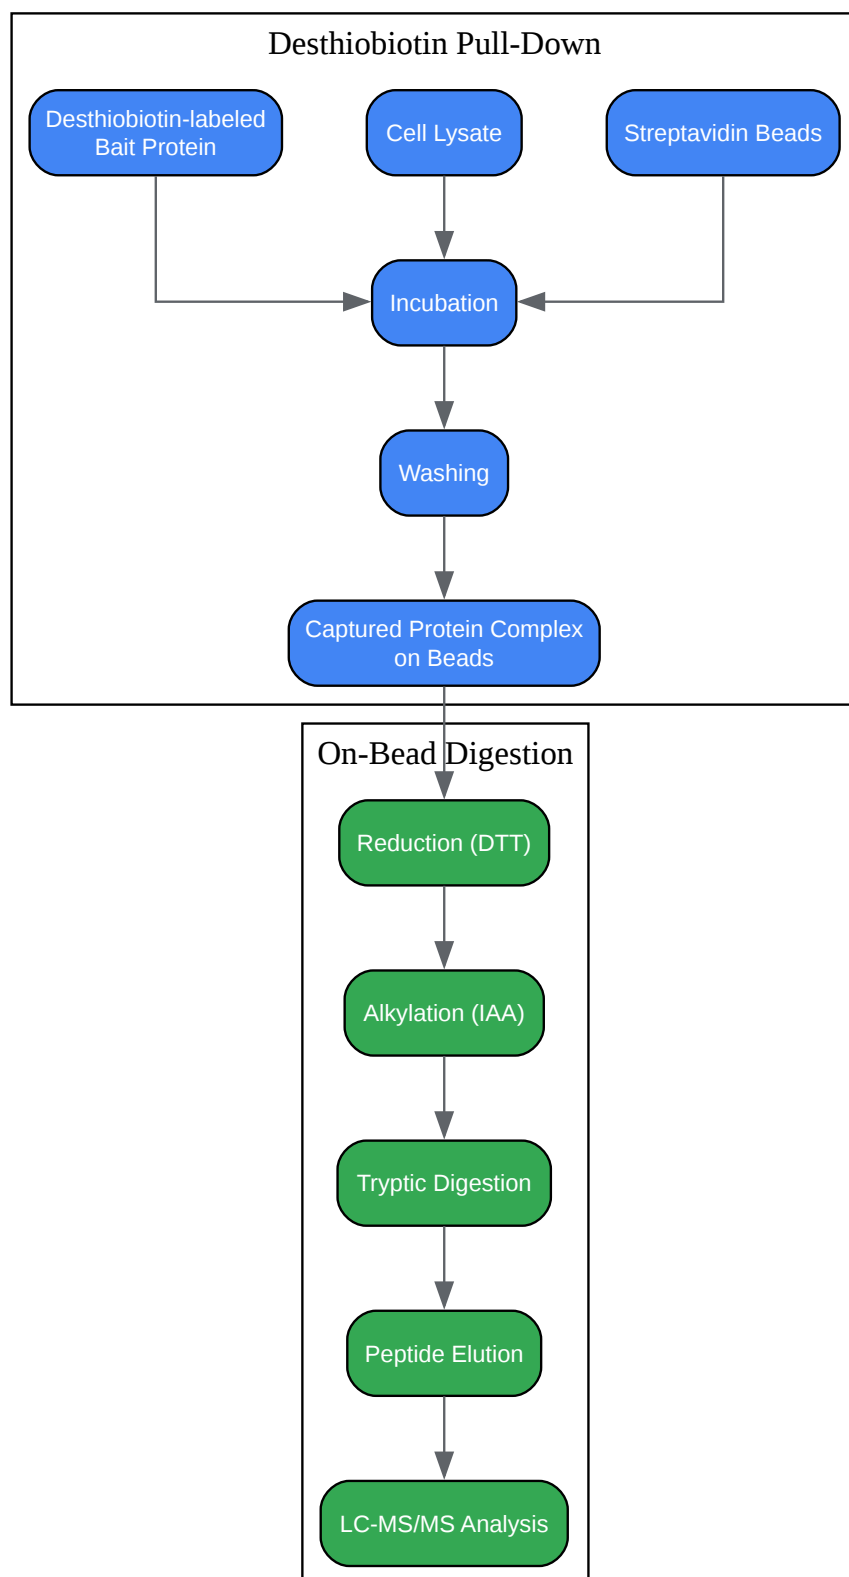 Desthiobiotin Pull-Down
Desthiobiotin-labeled
Bait Protein
Cell Lysate
Streptavidin Beads
Incubation
Washing
Captured Protein Complex
on Beads
On-Bead Digestion
Reduction (DTT)
Alkylation (IAA)
Tryptic Digestion
Peptide Elution
LC-MS/MS Analysis